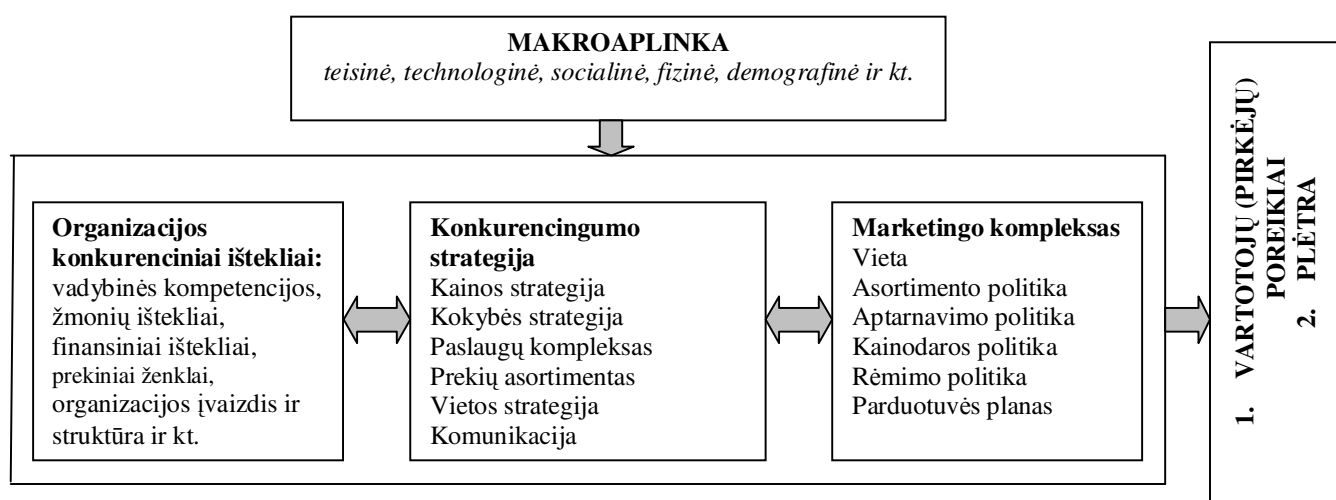 MAKROAPLINKA
teisinė, technologinė, socialinė, fizinė, demografinė ir kt.
Organizacijos
konkurenciniai ištekliai:
vadybinės kompetencijos,
žmonių ištekliai,
finansiniai ištekliai,
prekiniai ženklai,
organizacijos įvaizdis ir
struktūra ir kt.
Konkurencingumo
strategija
Kainos strategija
Kokybės strategija
Paslaugų kompleksas
Prekių asortimentas
Vietos strategija
Komunikacija
Marketingo kompleksas
Vieta
Asortimento politika
Aptarnavimo politika
Kainodaros politika
Rėmimo politika
Parduotuvės planas
1. VARTOTOJŲ (PIRKĖJŲ)
POREIKIAI
2. PLĖTRA